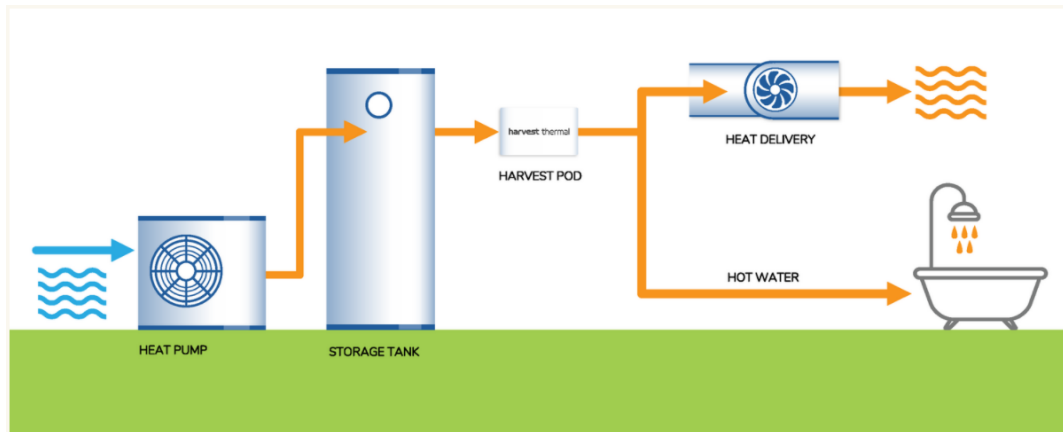 harvest thermal
HARVEST POD
HEAT DELIVERY
HOT WATER
HEAT PUMP
STORAGE TANK